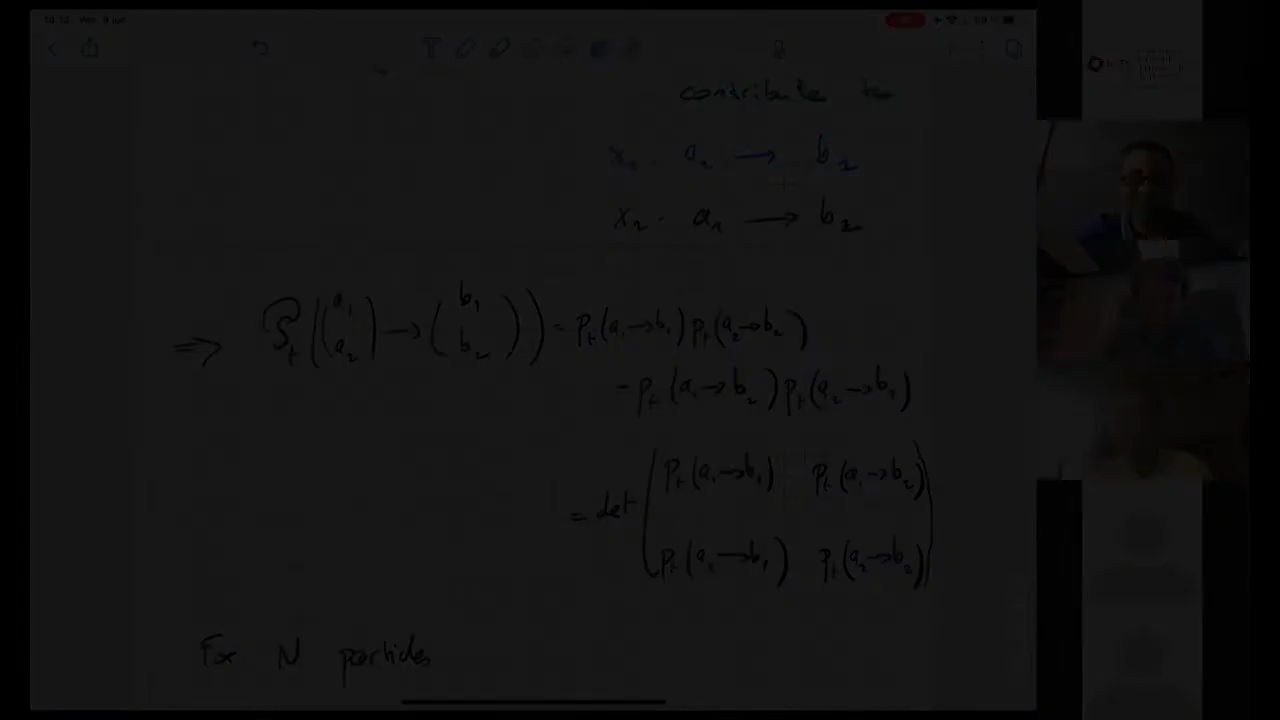 contribute to
a₂ → b₂
x₂ : a₁ → b₂
⇒ P_t((a₁ a₂) → (b₁ b₂)) = p_t(a₁→b₁) p_t(a₂→b₂)
- p_t(a₁→b₂) p_t(a₂→b₁)
= det ( p_t(a₁→b₁) p_t(a₁→b₂)
p_t(a₂→b₁) p_t(a₂→b₂) )
For N particles